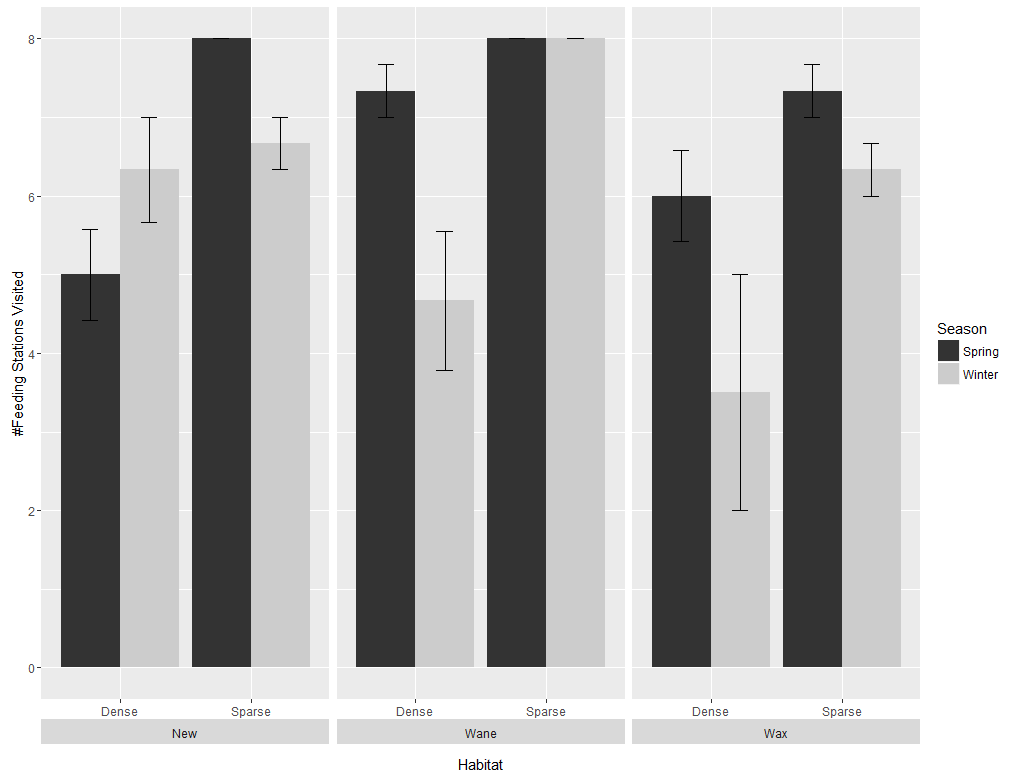 #Feeding Stations Visited
8
6
4
2
0
Dense Sparse Dense Sparse Dense Sparse
New Wane Wax
Habitat
Season
Spring
Winter